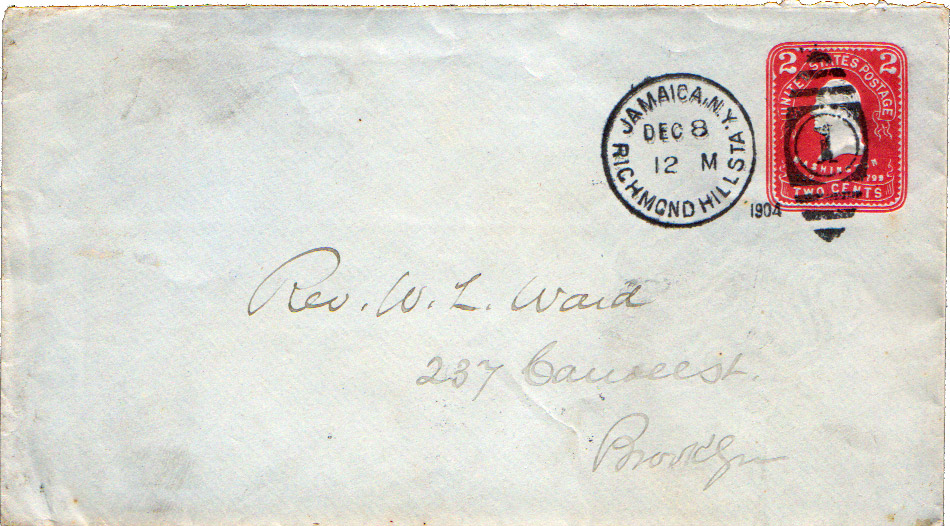 2 2
UNITED STATES POSTAGE
TWO CENTS
1
JAMAICA, N.Y.
DEC 8
12 M
RICHMOND HILL STA
1904
Rev. W. L. Ward
237
Brooklyn